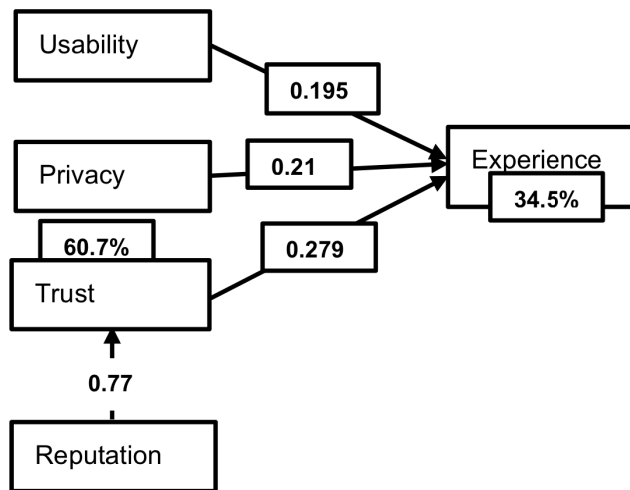 Usability
0.195
Experience
Privacy
0.21
34.5%
60.7%
0.279
Trust
0.77
Reputation